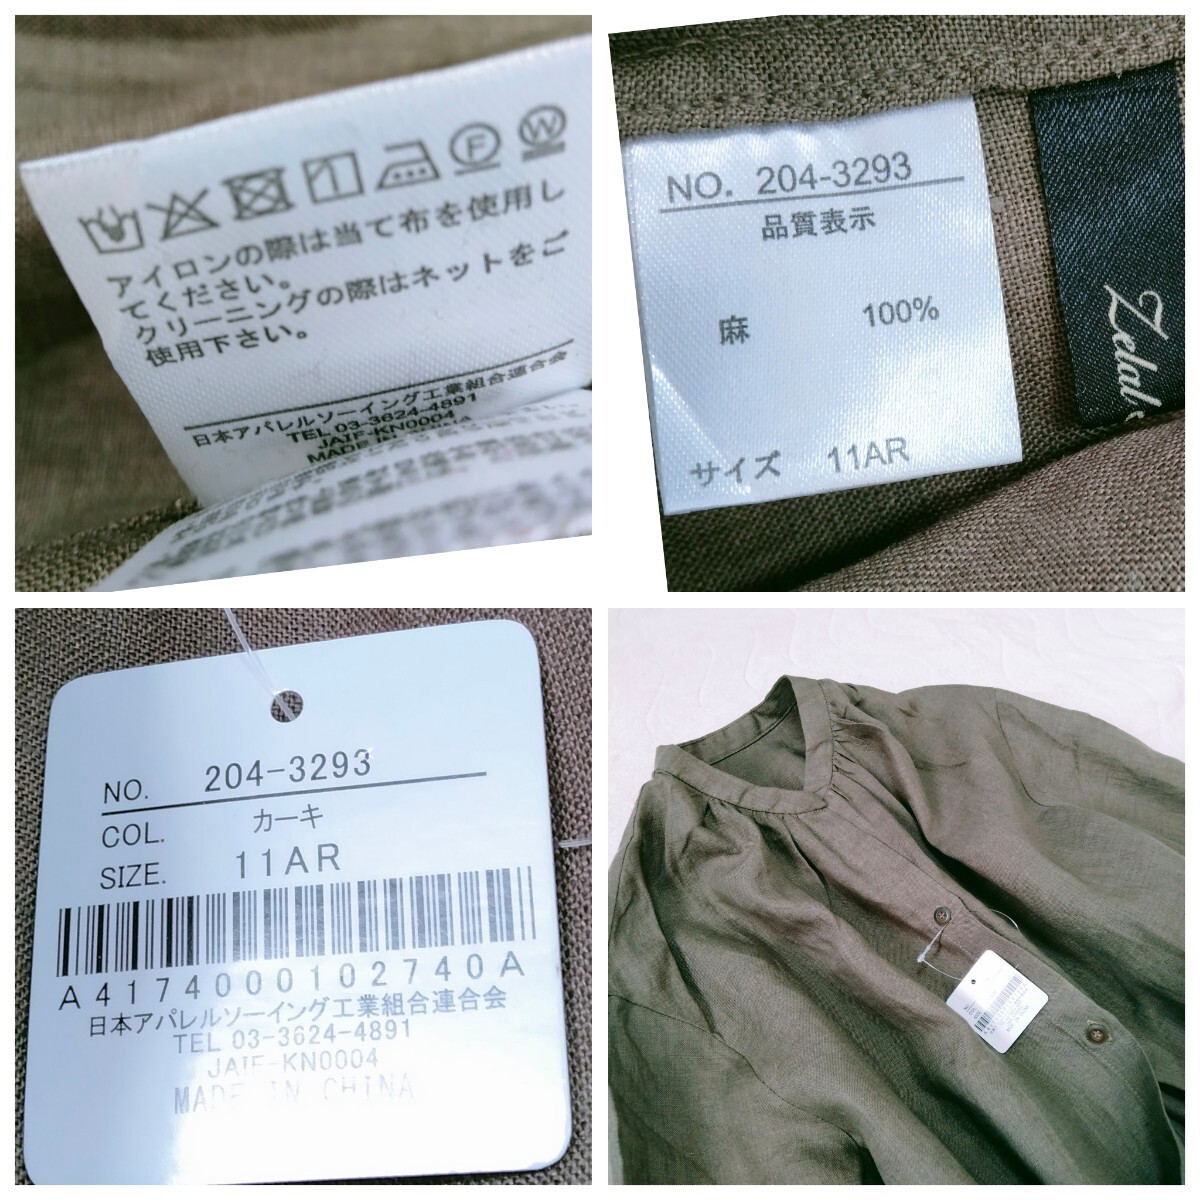 F
W
アイロンの際は当て布を使用し
てください。
クリーニングの際はネットをご
使用下さい。
日本アパレルソーイング工業組合連合会
TEL 03-3624-4891
JAIF-KN0004
MADE IN CHINA
NO. 204-3293
品質表示
麻 100%
サイズ 11AR
Zelal
NO. 204-3293
COL. カーキ
SIZE. 11AR
A4174000102740A
日本アパレルソーイング工業組合連合会
TEL 03-3624-4891
JAIF-KN0004
MADE IN CHINA